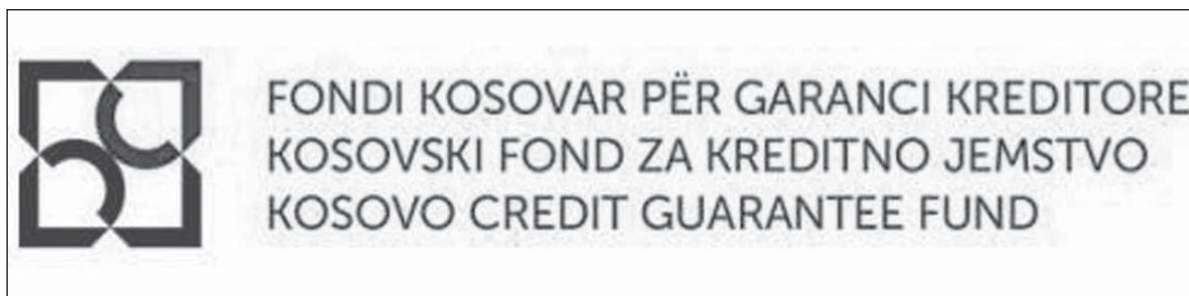 FONDI KOSOVAR PËR GARANCI KREDITORE
KOSOVSKI FOND ZA KREDITNO JEMSTVO
KOSOVO CREDIT GUARANTEE FUND